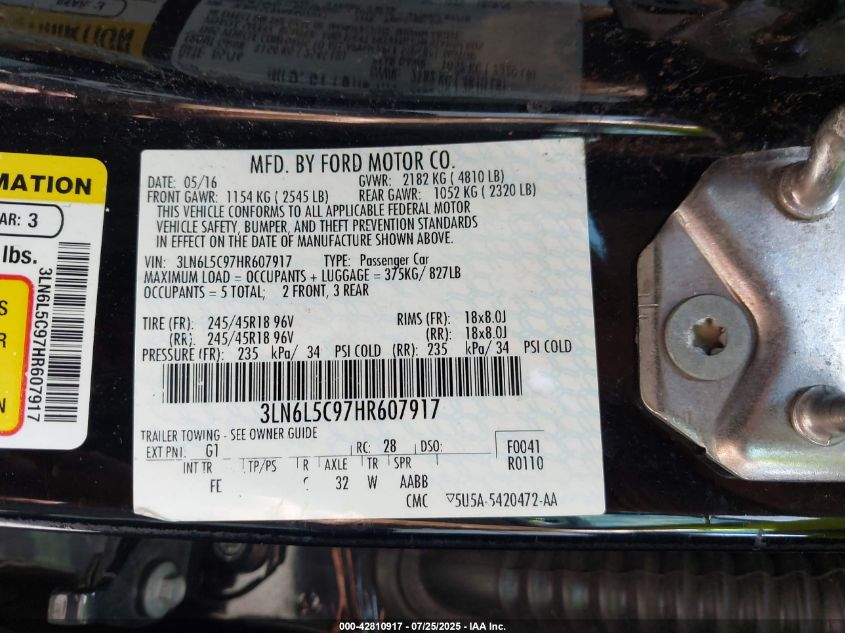 MATION
AR: 3
lbs.
S
R
N
3LN6L5C97HR607917
MFD. BY FORD MOTOR CO.
DATE: 05/16 GVWR: 2182 KG ( 4810 LB)
FRONT GAWR: 1154 KG ( 2545 LB) REAR GAWR: 1052 KG ( 2320 LB)
THIS VEHICLE CONFORMS TO ALL APPLICABLE FEDERAL MOTOR
VEHICLE SAFETY, BUMPER, AND THEFT PREVENTION STANDARDS
IN EFFECT ON THE DATE OF MANUFACTURE SHOWN ABOVE.
VIN: 3LN6L5C97HR607917 TYPE: Passenger Car
MAXIMUM LOAD = OCCUPANTS + LUGGAGE = 375KG/ 827LB
OCCUPANTS = 5 TOTAL; 2 FRONT, 3 REAR
TIRE (FR): 245/45R18 96V RIMS (FR): 18x8.0J
(RR): 245/45R18 96V (RR): 18x8.0J
PRESSURE (FR): 235 kPa/ 34 PSI COLD (RR): 235 kPa/ 34 PSI COLD
3LN6L5C97HR607917
TRAILER TOWING - SEE OWNER GUIDE
EXT PNT: G1 RC: 28 DSO: F0041
R0110
INT TR TP/PS R AXLE TR SPR
FE 32 W AABB
CMC ▽5U5A-5420472-AA
000-42810917 - 07/25/2025 - IAA Inc.